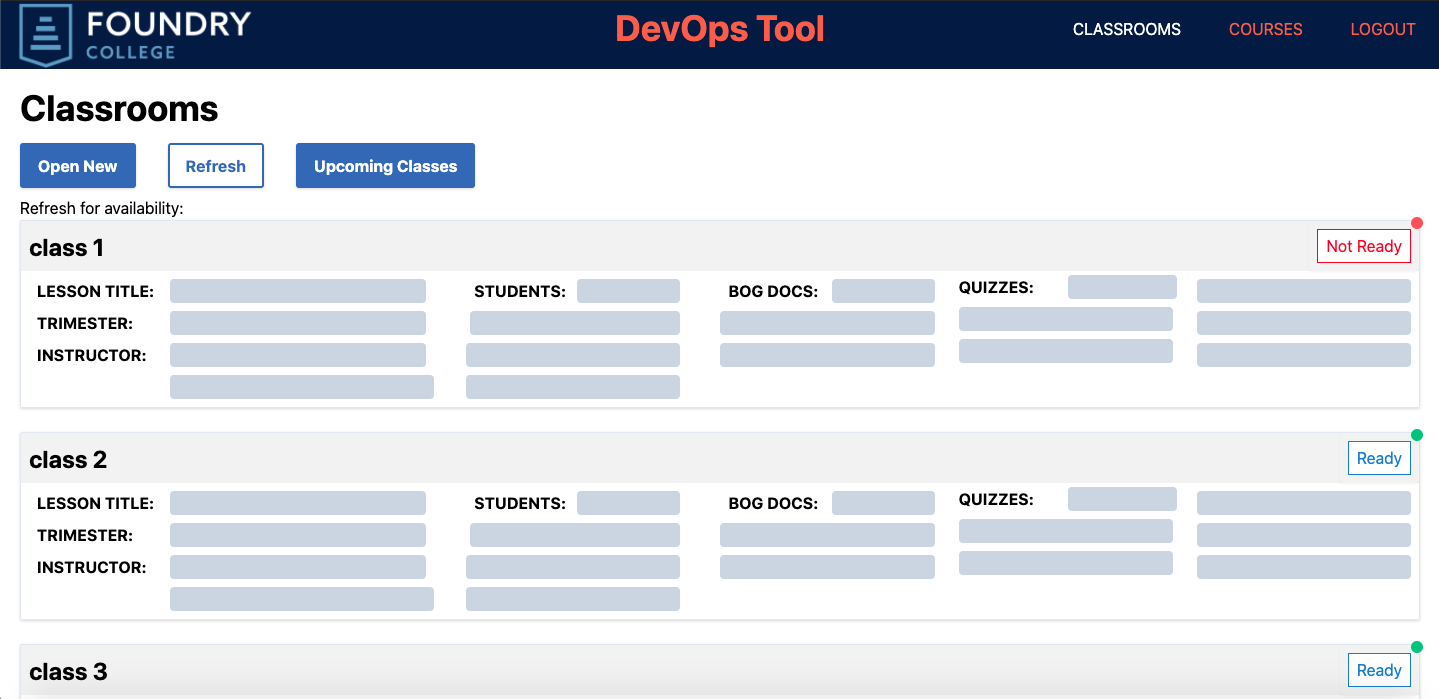 FOUNDRY
COLLEGE
DevOps Tool
CLASSROOMS COURSES LOGOUT
Classrooms
Open New Refresh Upcoming Classes
Refresh for availability:
class 1 Not Ready
LESSON TITLE: STUDENTS: BOG DOCS: QUIZZES:
TRIMESTER:
INSTRUCTOR:
class 2 Ready
LESSON TITLE: STUDENTS: BOG DOCS: QUIZZES:
TRIMESTER:
INSTRUCTOR:
class 3 Ready